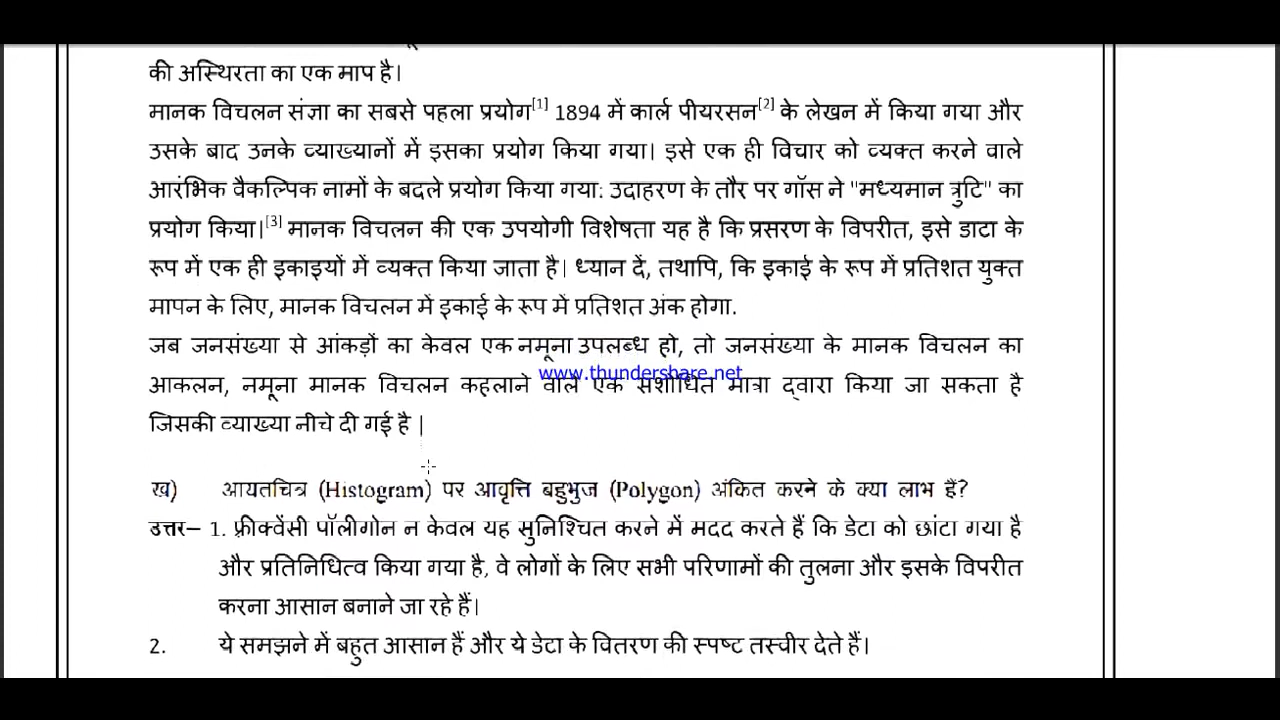 की अस्थिरता का एक माप है।
मानक विचलन संज्ञा का सबसे पहला प्रयोग[1] 1894 में कार्ल पीयरसन[2] के लेखन में किया गया और
उसके बाद उनके व्याख्यानों में इसका प्रयोग किया गया। इसे एक ही विचार को व्यक्त करने वाले
आरंभिक वैकल्पिक नामों के बदले प्रयोग किया गया: उदाहरण के तौर पर गॉस ने "मध्यमान त्रुटि" का
प्रयोग किया।[3] मानक विचलन की एक उपयोगी विशेषता यह है कि प्रसरण के विपरीत, इसे डाटा के
रूप में एक ही इकाइयों में व्यक्त किया जाता है। ध्यान दें, तथापि, कि इकाई के रूप में प्रतिशत युक्त
मापन के लिए, मानक विचलन में इकाई के रूप में प्रतिशत अंक होगा.
जब जनसंख्या से आंकड़ों का केवल एक नमूना उपलब्ध हो, तो जनसंख्या के मानक विचलन का
www.thundershare.net
आकलन, नमूना मानक विचलन कहलाने वाले एक संशोधित मात्रा द्वारा किया जा सकता है
जिसकी व्याख्या नीचे दी गई है |
ख) आयतचित्र (Histogram) पर आवृत्ति बहुभुज (Polygon) अंकित करने के क्या लाभ हैं?
उत्तर– 1. फ्रीक्वेंसी पॉलीगोन न केवल यह सुनिश्चित करने में मदद करते हैं कि डेटा को छांटा गया है
और प्रतिनिधित्व किया गया है, वे लोगों के लिए सभी परिणामों की तुलना और इसके विपरीत
करना आसान बनाने जा रहे हैं।
2. ये समझने में बहुत आसान हैं और ये डेटा के वितरण की स्पष्ट तस्वीर देते हैं।